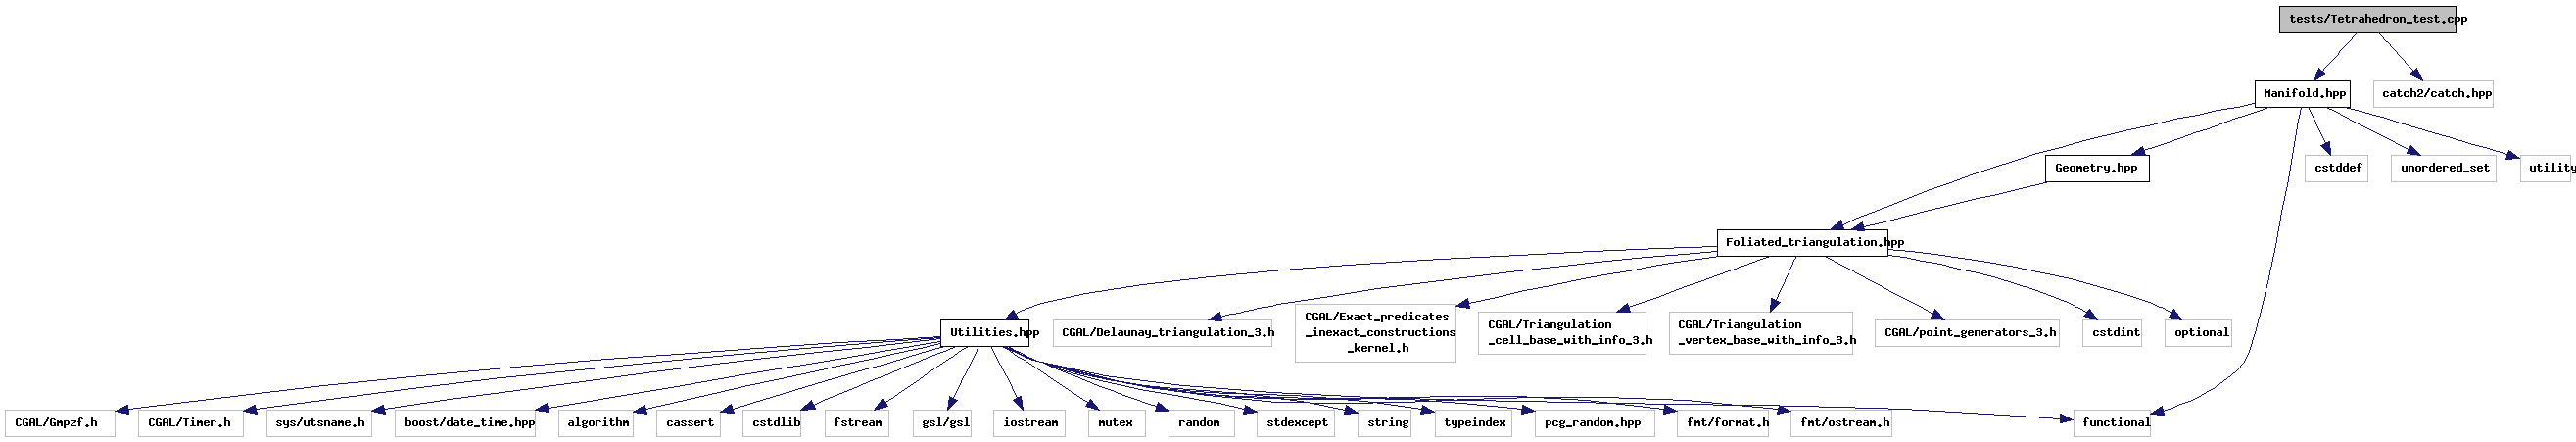 tests/Tetrahedron_test.cpp
Manifold.hpp
catch2/catch.hpp
Geometry.hpp
cstddef
unordered_set
utility
Foliated_triangulation.hpp
Utilities.hpp
CGAL/Delaunay_triangulation_3.h
CGAL/Exact_predicates
_inexact_constructions
_kernel.h
CGAL/Triangulation
_cell_base_with_info_3.h
CGAL/Triangulation
_vertex_base_with_info_3.h
CGAL/point_generators_3.h
cstdint
optional
CGAL/Gmpzf.h
CGAL/Timer.h
sys/utsname.h
boost/date_time.hpp
algorithm
cassert
cstdlib
fstream
gsl/gsl
iostream
mutex
random
stdexcept
string
typeindex
pcg_random.hpp
fmt/format.h
fmt/ostream.h
functional